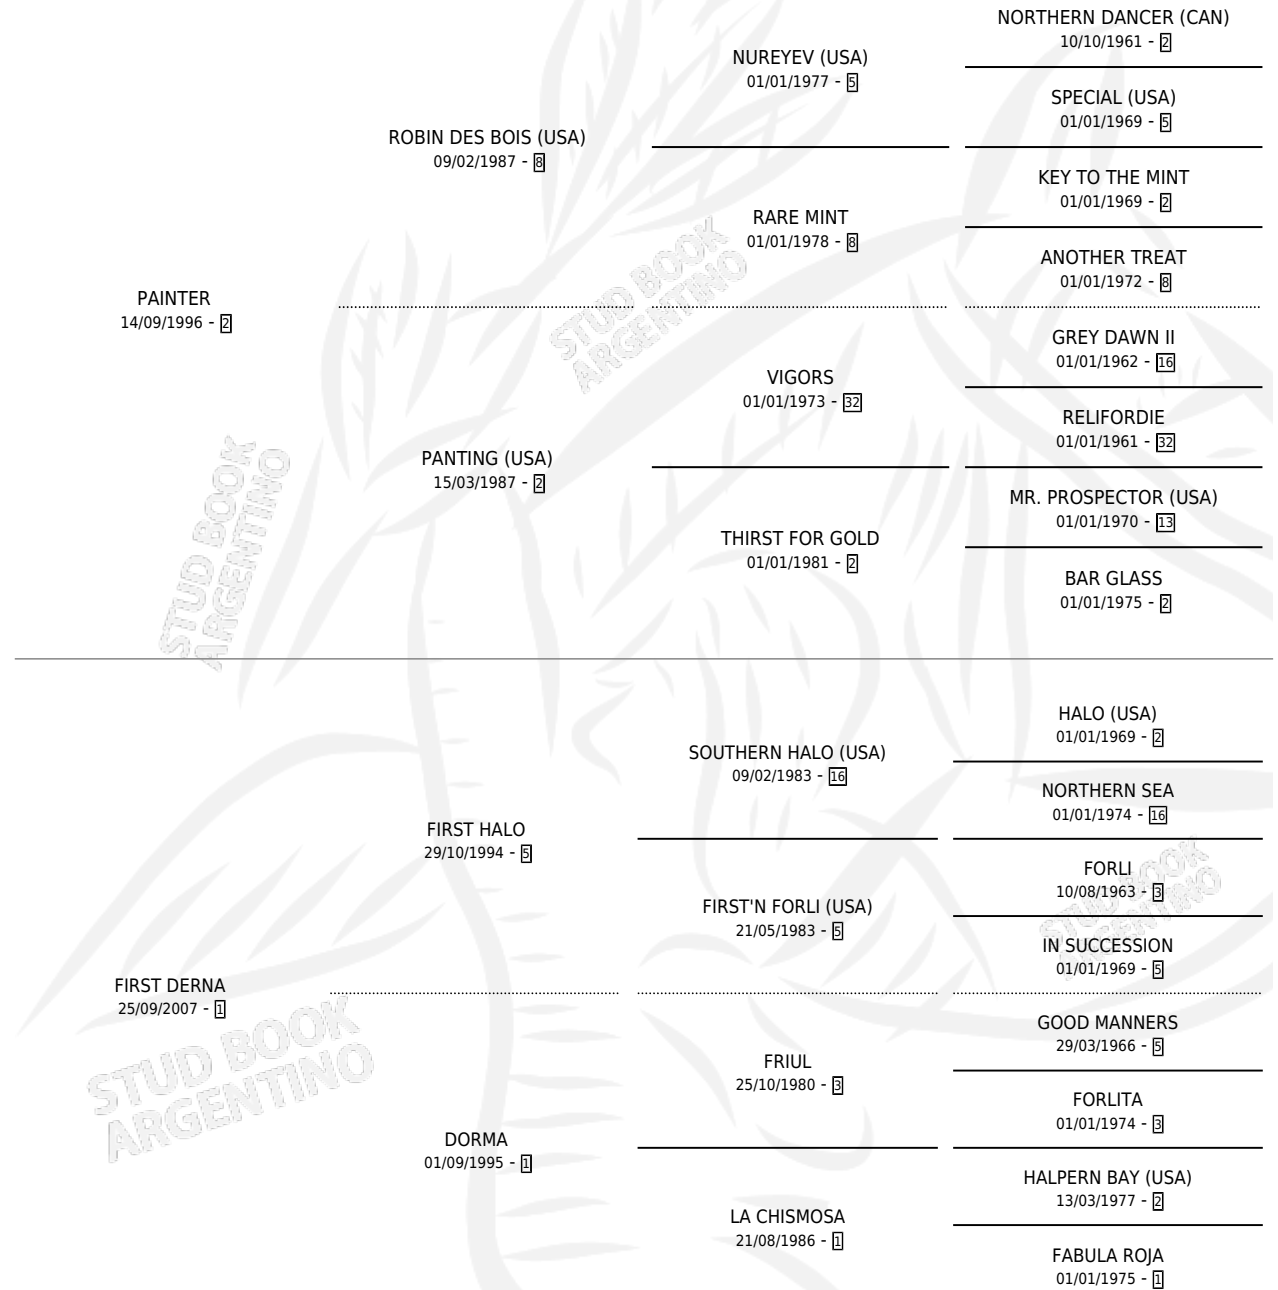 NORTHERN DANCER (CAN)
10/10/1961 - 2
NUREYEV (USA)
01/01/1977 - 5
SPECIAL (USA)
01/01/1969 - 5
ROBIN DES BOIS (USA)
09/02/1987 - 8
KEY TO THE MINT
01/01/1969 - 2
RARE MINT
01/01/1978 - 8
ANOTHER TREAT
01/01/1972 - 8
PAINTER
14/09/1996 - 2
GREY DAWN II
01/01/1962 - 16
VIGORS
01/01/1973 - 32
RELIFORDIE
01/01/1961 - 32
PANTING (USA)
15/03/1987 - 2
MR. PROSPECTOR (USA)
01/01/1970 - 13
THIRST FOR GOLD
01/01/1981 - 2
BAR GLASS
01/01/1975 - 2
HALO (USA)
01/01/1969 - 2
SOUTHERN HALO (USA)
09/02/1983 - 16
NORTHERN SEA
01/01/1974 - 16
FIRST HALO
29/10/1994 - 5
FORLI
10/08/1963 - 3
FIRST'N FORLI (USA)
21/05/1983 - 5
IN SUCCESSION
01/01/1969 - 5
FIRST DERNA
25/09/2007 - 1
GOOD MANNERS
29/03/1966 - 5
FRIUL
25/10/1980 - 3
FORLITA
01/01/1974 - 3
DORMA
01/09/1995 - 1
HALPERN BAY (USA)
13/03/1977 - 2
LA CHISMOSA
21/08/1986 - 1
FABULA ROJA
01/01/1975 - 1
STUD BOOK
ARGENTINO
STUD BOOK
ARGENTINO
STUD BOOK
ARGENTINO
STUD BOOK
ARGENTINO